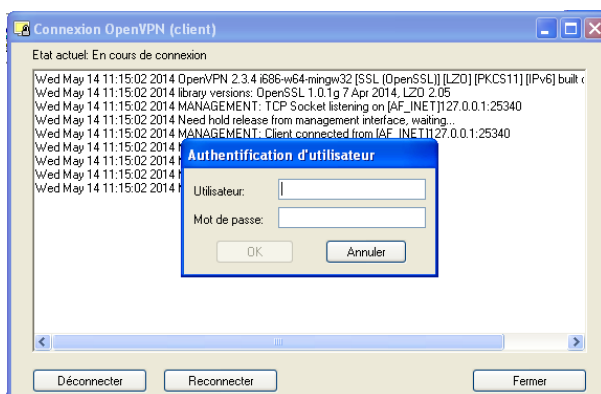 Connexion OpenVPN (client)
Etat actuel: En cours de connexion
Wed May 14 11:15:02 2014 OpenVPN 2.3.4 i686-w64-mingw32 [SSL (OpenSSL)] [LZO] [PKCS11] [IPv6] built
Wed May 14 11:15:02 2014 library versions: OpenSSL 1.0.1g 7 Apr 2014, LZO 2.05
Wed May 14 11:15:02 2014 MANAGEMENT: TCP Socket listening on [AF_INET]127.0.0.1:25340
Wed May 14 11:15:02 2014 Need hold release from management interface, waiting...
Wed May 14 11:15:02 2014 MANAGEMENT: Client connected from [AF_INET]127.0.0.1:25340
Wed May 14 11:15:02 2014
Wed May 14 11:15:02 2014
Wed May 14 11:15:02 2014
Wed May 14 11:15:02 2014
Authentification d'utilisateur
Utilisateur:
Mot de passe:
OK Annuler
Déconnecter Reconnecter Fermer